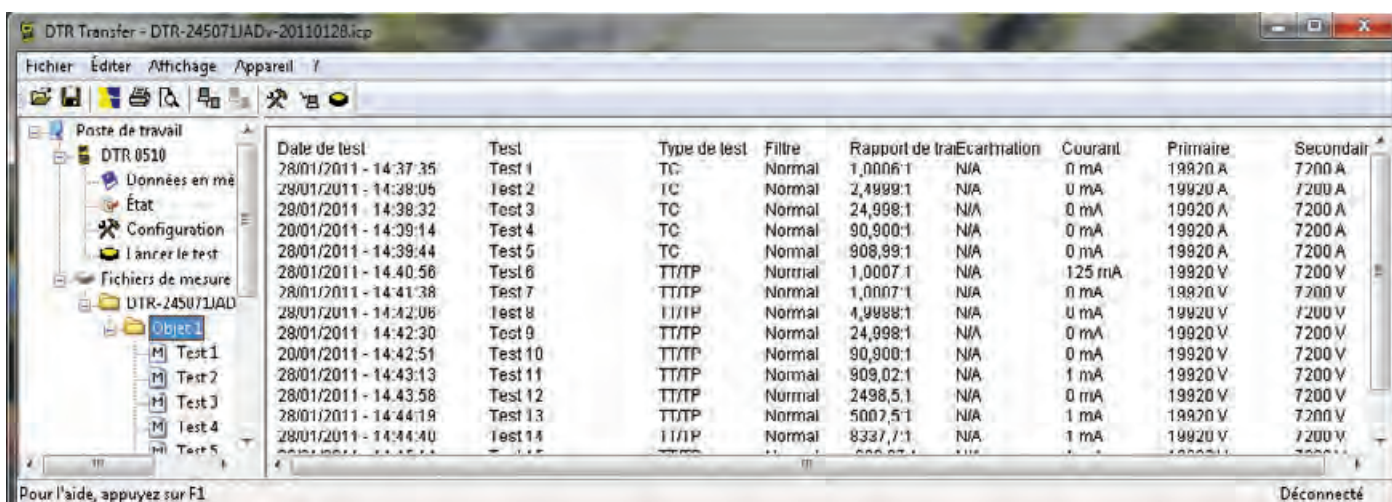 DTR Transfer - DTR-245071JADv-20110128.icp
Fichier Éditer Affichage Appareil ?
Poste de travail
DTR 8510
Données en mé
État
Configuration
Lancer le test
Fichiers de mesure
DTR-245071JAD
Objet 1
Test 1
Test 2
Test 3
Test 4
Test 5
Date de test Test Type de test Filtre Rapport de tra Ecart mation Courant Primaire Secondair
28/01/2011 - 14:37:35 Test 1 TC Normal 1,0006:1 N/A 0 mA 19920 A 7200 A
28/01/2011 - 14:38:05 Test 2 TC Normal 2,4999:1 N/A 0 mA 19920 A 7200 A
28/01/2011 - 14:38:32 Test 3 TC Normal 24,998:1 N/A 0 mA 19920 A 7200 A
28/01/2011 - 14:39:14 Test 4 TC Normal 90,900:1 N/A 0 mA 19920 A 7200 A
28/01/2011 - 14:39:44 Test 5 TC Normal 908,99:1 N/A 0 mA 19920 A 7200 A
28/01/2011 - 14:40:56 Test 6 TT/TP Normal 1,0007:1 N/A 125 mA 19920 V 7200 V
28/01/2011 - 14:41:38 Test 7 TT/TP Normal 1,0007:1 N/A 0 mA 19920 V 7200 V
28/01/2011 - 14:42:06 Test 8 TT/TP Normal 4,9988:1 N/A 0 mA 19920 V 7200 V
28/01/2011 - 14:42:30 Test 9 TT/TP Normal 24,998:1 N/A 0 mA 19920 V 7200 V
28/01/2011 - 14:42:51 Test 10 TT/TP Normal 90,900:1 N/A 0 mA 19920 V 7200 V
28/01/2011 - 14:43:13 Test 11 TT/TP Normal 909,02:1 N/A 1 mA 19920 V 7200 V
28/01/2011 - 14:43:58 Test 12 TT/TP Normal 2498,5:1 N/A 0 mA 19920 V 7200 V
28/01/2011 - 14:44:19 Test 13 TT/TP Normal 5002,5:1 N/A 1 mA 19920 V 7200 V
28/01/2011 - 14:44:40 Test 14 TT/TP Normal 8337,7:1 N/A 1 mA 19920 V 7200 V
Pour l'aide, appuyez sur F1 Déconnecté